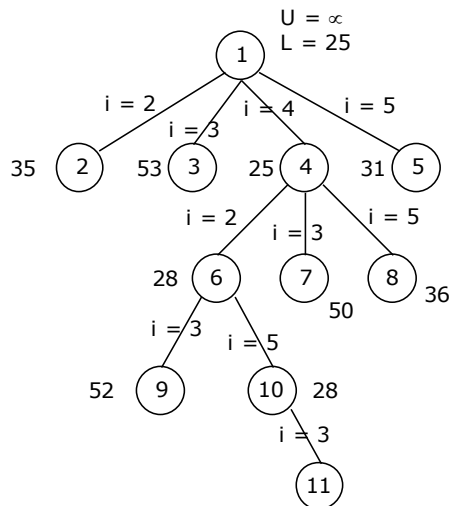 U = ∞
L = 25
1
i = 2
i = 3
i = 4
i = 5
35
2
53
3
25
4
31
5
i = 2
i = 3
i = 5
28
6
7
50
8
36
i = 3
i = 5
52
9
10
28
i = 3
11